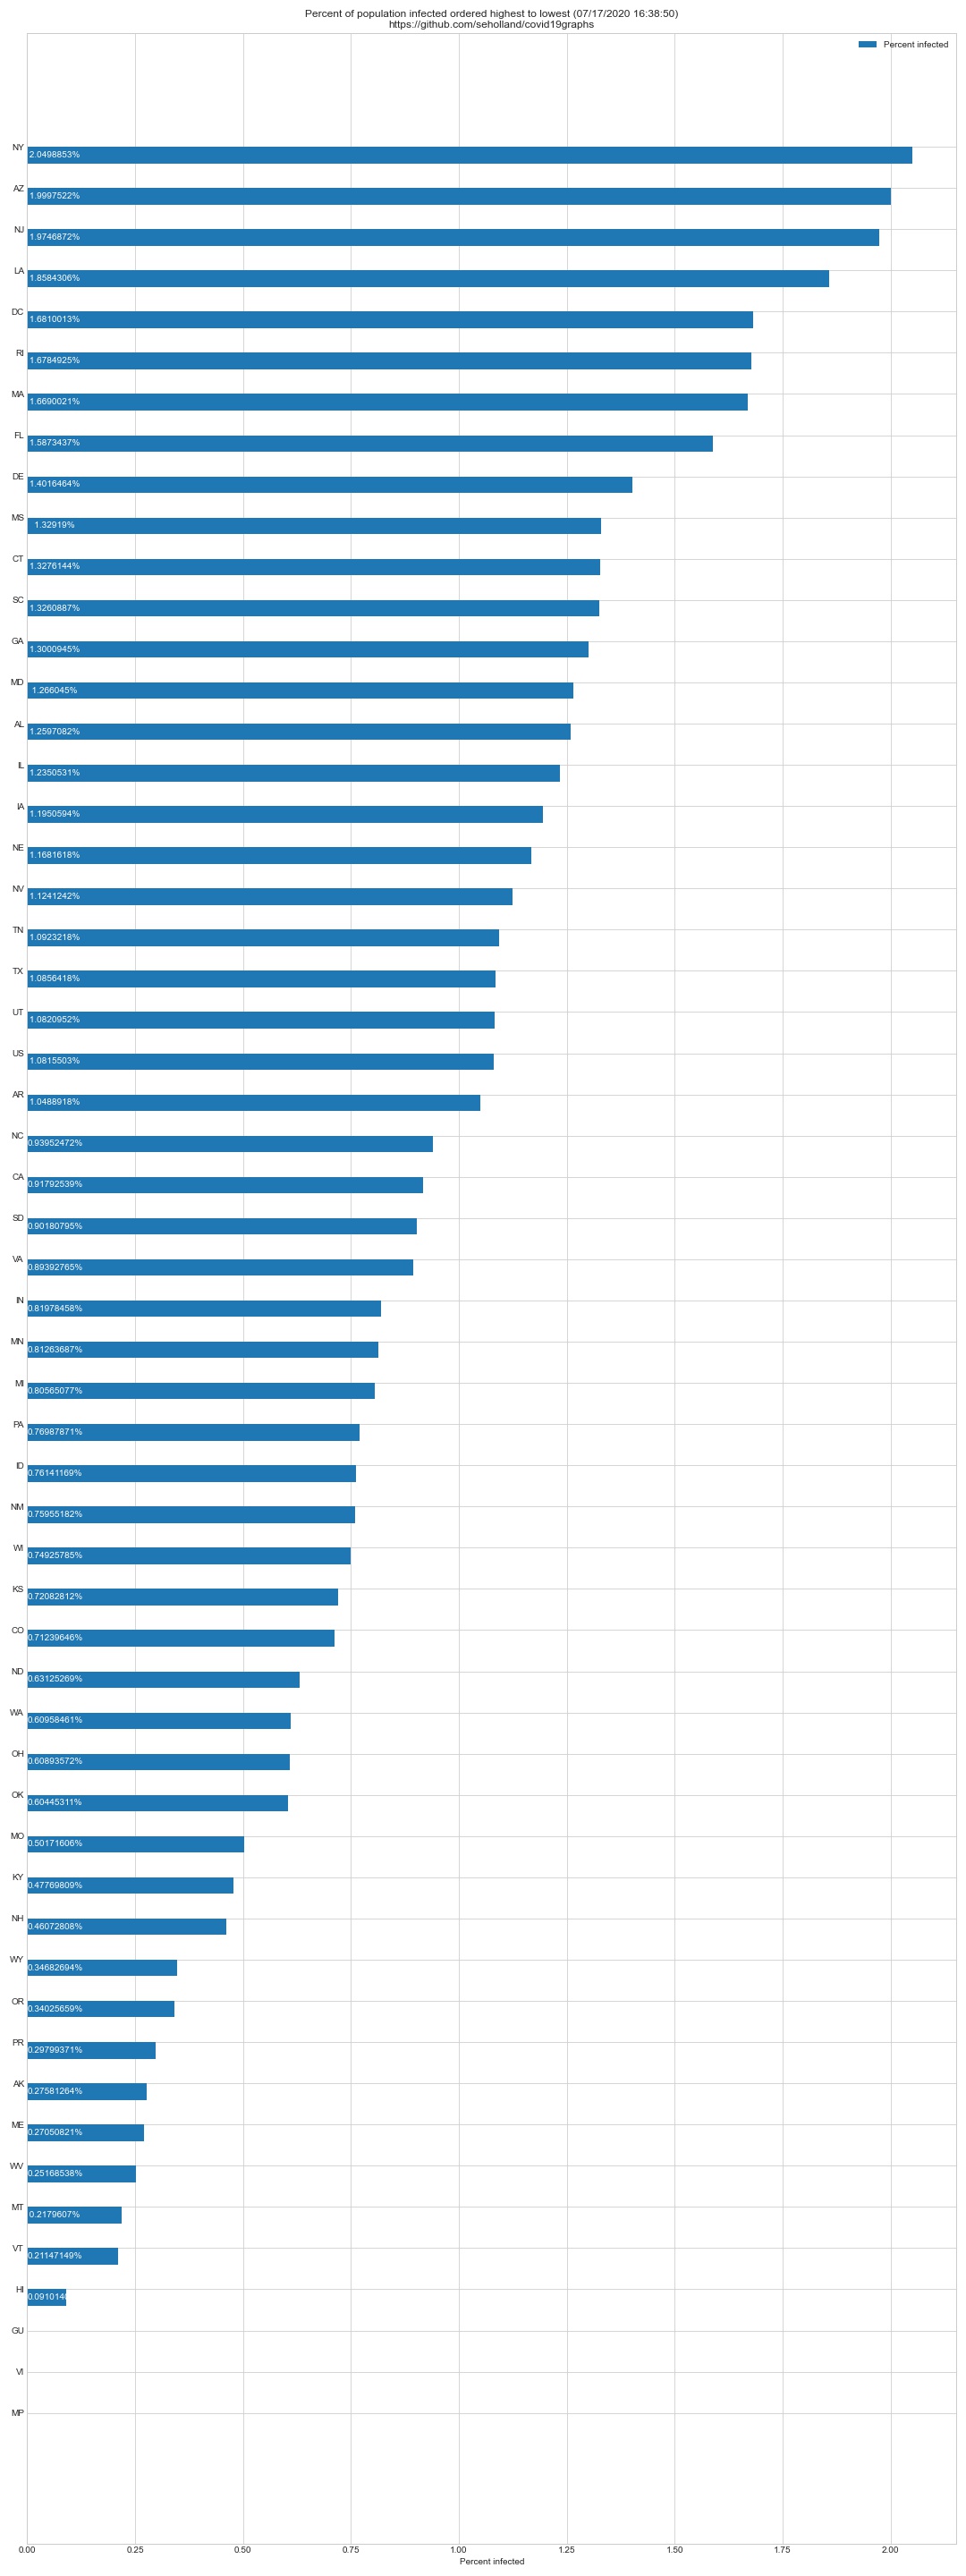 Percent of population infected ordered highest to lowest (07/17/2020 16:38:50)
https://github.com/seholland/covid19graphs
Percent infected
NY 2.0498853%
AZ 1.9997522%
NJ 1.9746872%
LA 1.8584306%
DC 1.6810013%
RI 1.6784925%
MA 1.6690021%
FL 1.5873437%
DE 1.4016464%
MS 1.32919%
CT 1.3276144%
SC 1.3260887%
GA 1.3000945%
MD 1.266045%
AL 1.2597082%
IL 1.2350531%
IA 1.1950594%
NE 1.1681618%
NV 1.1241242%
TN 1.0923218%
TX 1.0856418%
UT 1.0820952%
US 1.0815503%
AR 1.0488918%
NC 0.93952472%
CA 0.91792539%
SD 0.90180795%
VA 0.89392765%
IN 0.81978458%
MN 0.81263687%
MI 0.80565077%
PA 0.76987871%
ID 0.76141169%
NM 0.75955182%
WI 0.74925785%
KS 0.72082812%
CO 0.71239646%
ND 0.63125269%
WA 0.60958461%
OH 0.60893572%
OK 0.60445311%
MO 0.50171606%
KY 0.47769809%
NH 0.46072808%
WY 0.34682694%
OR 0.34025659%
PR 0.29799371%
AK 0.27581264%
ME 0.27050821%
WV 0.25168538%
MT 0.2179607%
VT 0.21147149%
HI
GU
VI
MP
0.00 0.25 0.50 0.75 1.00 1.25 1.50 1.75 2.00
Percent infected